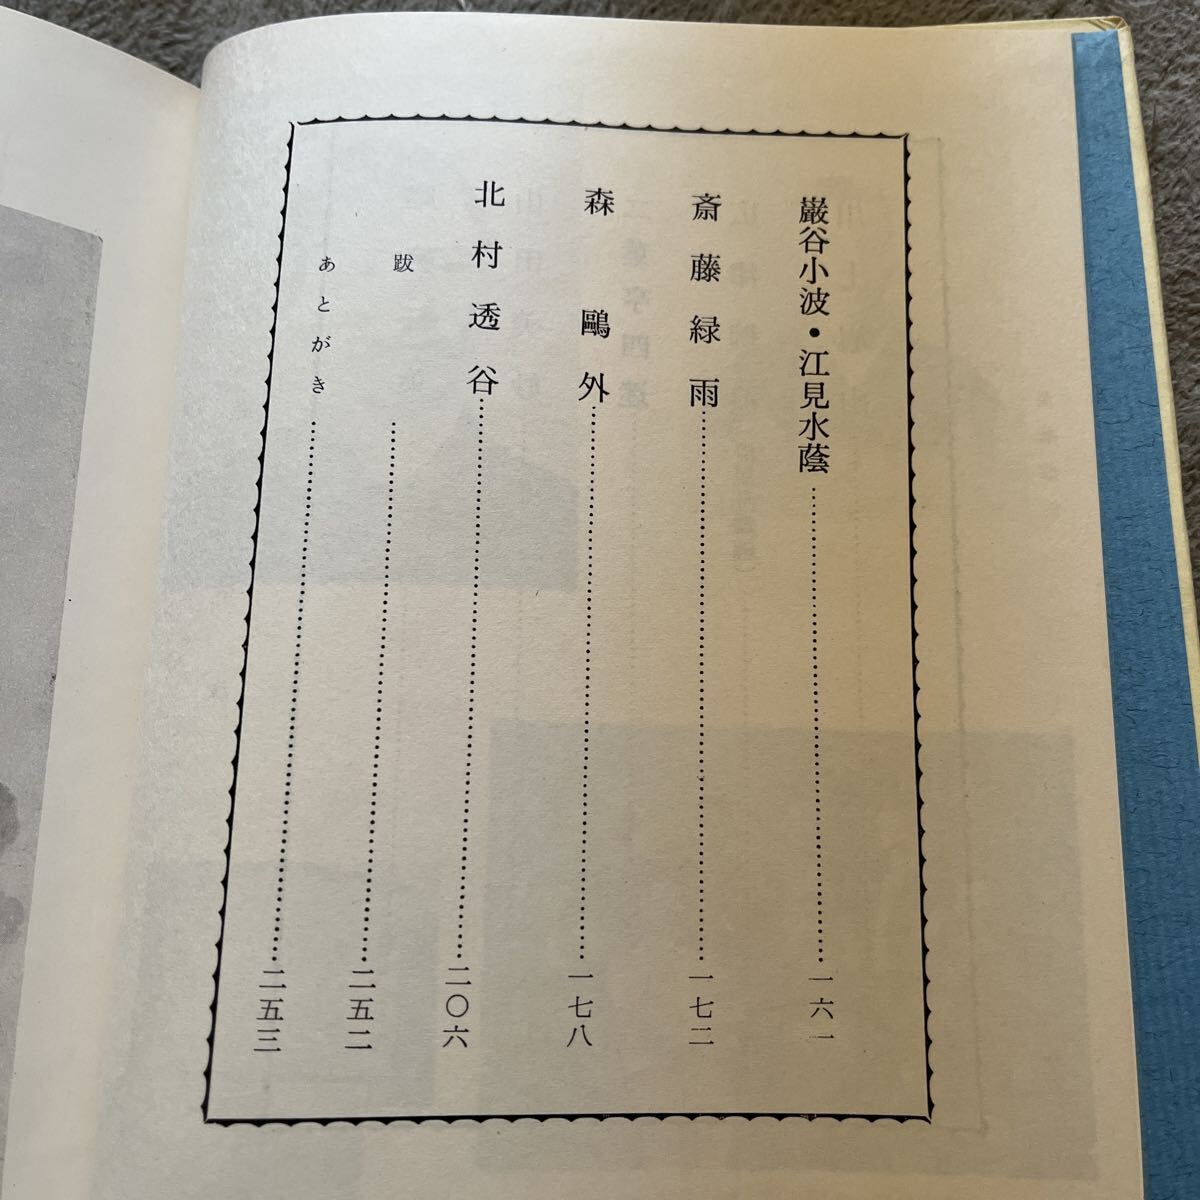 巌谷小波・江見水蔭……一六一
斎藤緑雨……一七二
森鷗外……一七八
北村透谷……二〇六
跋……二五二
あとがき……二五三